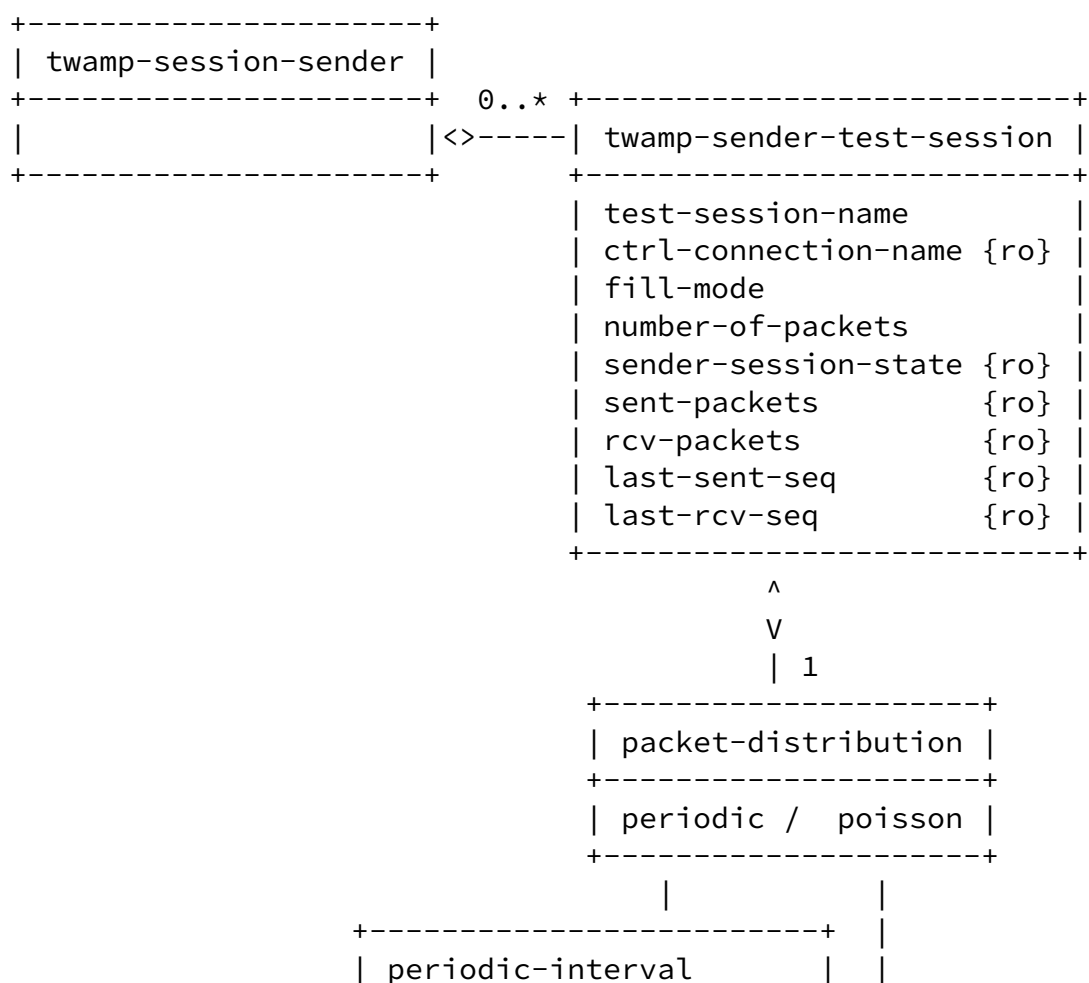 +----------------------+
| twamp-session-sender |
+----------------------+  0..* +---------------------------+
|                      |<>-----| twamp-sender-test-session |
+----------------------+       +---------------------------+
                               | test-session-name         |
                               | ctrl-connection-name {ro} |
                               | fill-mode                 |
                               | number-of-packets         |
                               | sender-session-state {ro} |
                               | sent-packets         {ro} |
                               | rcv-packets          {ro} |
                               | last-sent-seq        {ro} |
                               | last-rcv-seq         {ro} |
                               +---------------------------+
                                          ^
                                          V
                                          | 1
                                +---------------------+
                                | packet-distribution |
                                +---------------------+
                                | periodic /  poisson |
                                +---------------------+
                                    |           |
                   +-------------------------+  |
                   | periodic-interval       |  |